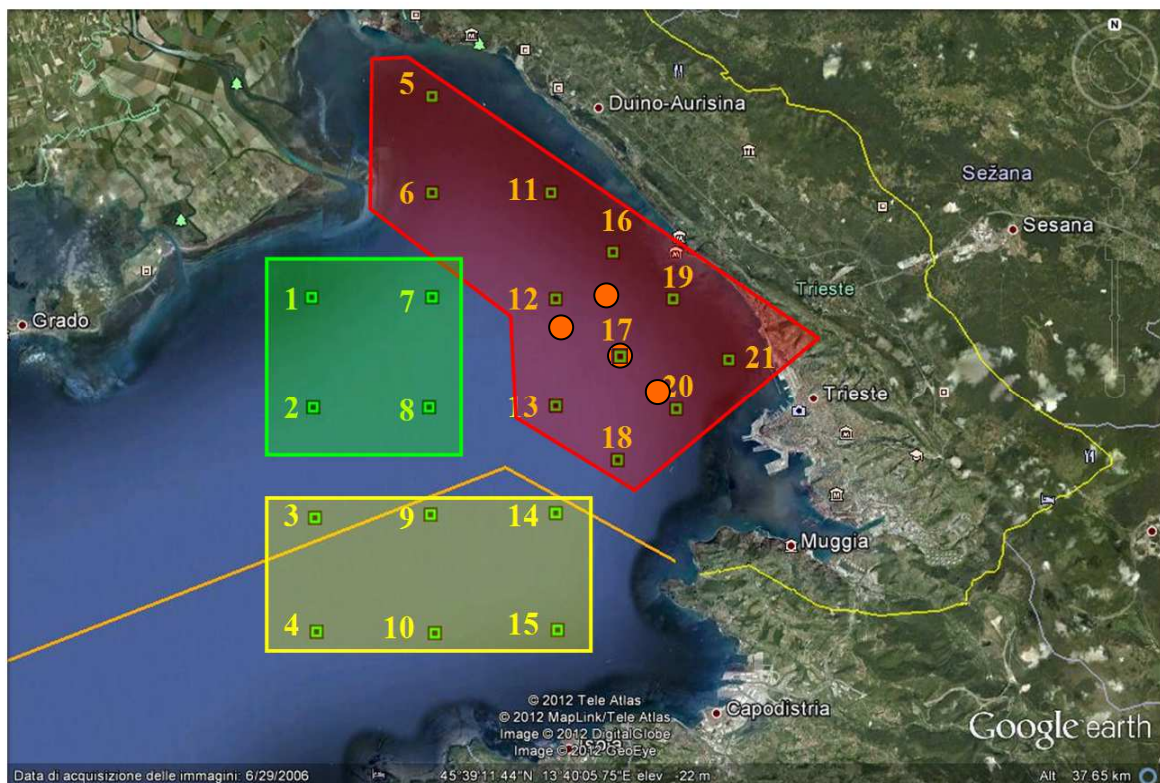 N
5
Duino-Aurisina
6
11
Sežana
16
Sesana
1
7
12
19
Trieste
Grado
17
21
2
8
13
20
Trieste
18
3
9
14
Muggia
4
10
15
© 2012 Tele Atlas
© 2012 MapLink/Tele Atlas
Image © 2012 DigitalGlobe
Image © 2012 GeoEye
Capodistria
Google earth
Data di acquisizione delle immagini: 6/29/2006
45°39'11 44"N, 13°40'05 75"E elev -22 m
Alt 37 65 km